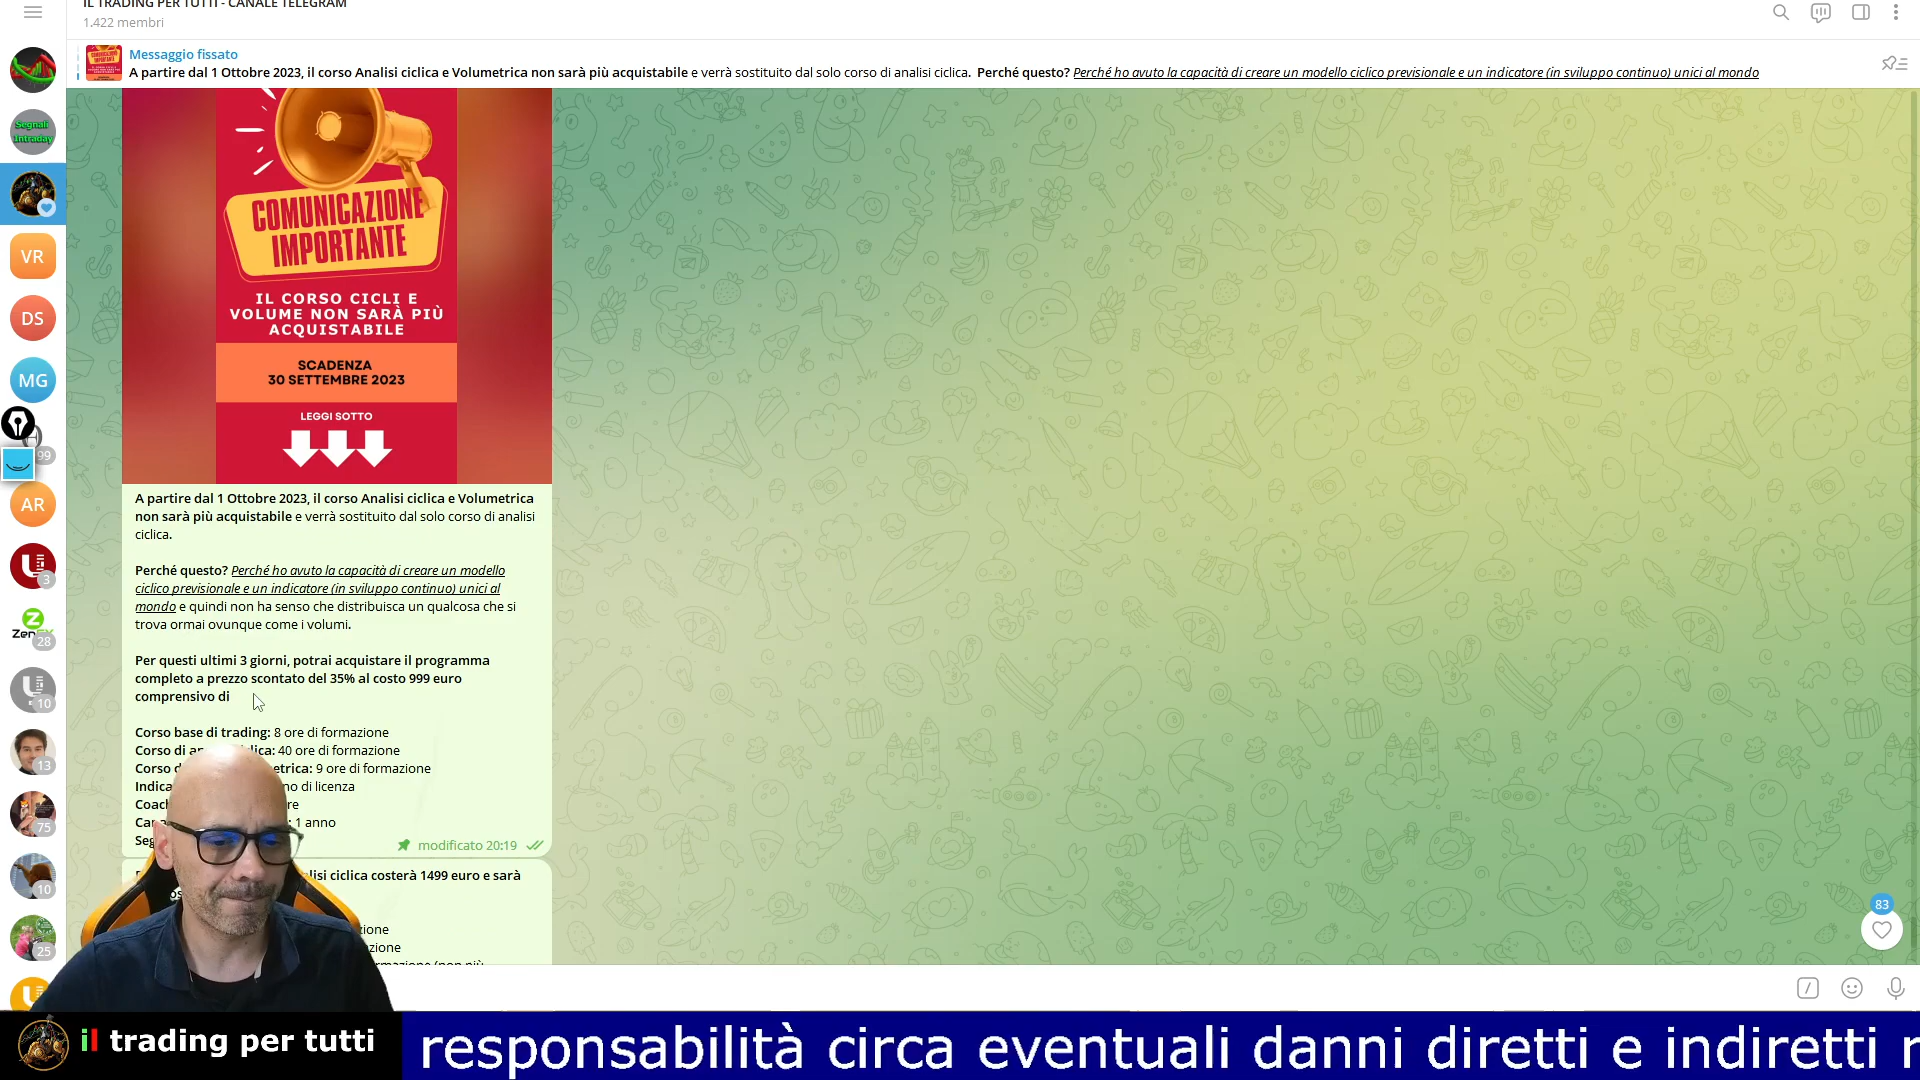 IL TRADING PER TUTTI - CANALE TELEGRAM
1.422 membri
Messaggio fissato
A partire dal 1 Ottobre 2023, il corso Analisi ciclica e Volumetrica non sarà più acquistabile e verrà sostituito dal solo corso di analisi ciclica. Perché questo? Perché ho avuto la capacità di creare un modello ciclico previsionale e un indicatore (in sviluppo continuo) unici al mondo
Segnali
Intraday
VR
DS
MG
99
AR
3
28
10
13
75
10
25
COMUNICAZIONE
IMPORTANTE
IL CORSO CICLI E
VOLUME NON SARÀ PIÙ
ACQUISTABILE
SCADENZA
30 SETTEMBRE 2023
LEGGI SOTTO
A partire dal 1 Ottobre 2023, il corso Analisi ciclica e Volumetrica
non sarà più acquistabile e verrà sostituito dal solo corso di analisi
ciclica.
Perché questo? Perché ho avuto la capacità di creare un modello
ciclico previsionale e un indicatore (in sviluppo continuo) unici al
mondo e quindi non ha senso che distribuisca un qualcosa che si
trova ormai ovunque come i volumi.
Per questi ultimi 3 giorni, potrai acquistare il programma
completo a prezzo scontato del 35% al costo 999 euro
comprensivo di
Corso base di trading: 8 ore di formazione
Corso di 40 ore di formazione
Corso 9 ore di formazione
di licenza
1 anno
modificato 20:19
ciclica costerà 1499 euro e sarà
83
il trading per tutti
responsabilità circa eventuali danni diretti e indiretti